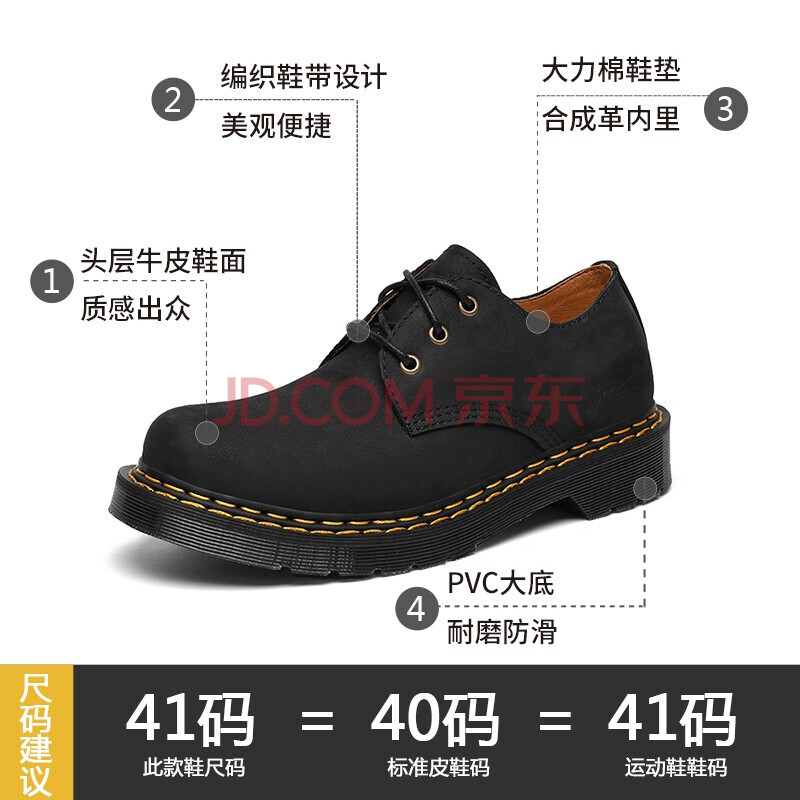 2
编织鞋带设计
美观便捷
大力棉鞋垫
合成革内里
3
1
头层牛皮鞋面
质感出众
JD.COM 京东
4
PVC大底
耐磨防滑
尺码建议
41码 = 40码 = 41码
此款鞋尺码 标准皮鞋码 运动鞋鞋码